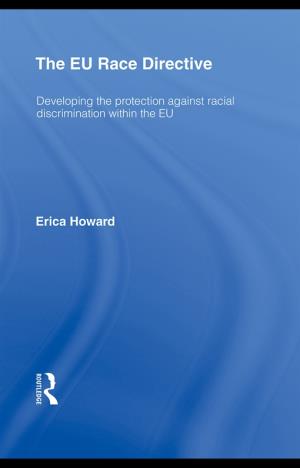 The EU Race Directive
Developing the protection against racial
discrimination within the EU
Erica Howard
ROUTLEDGE